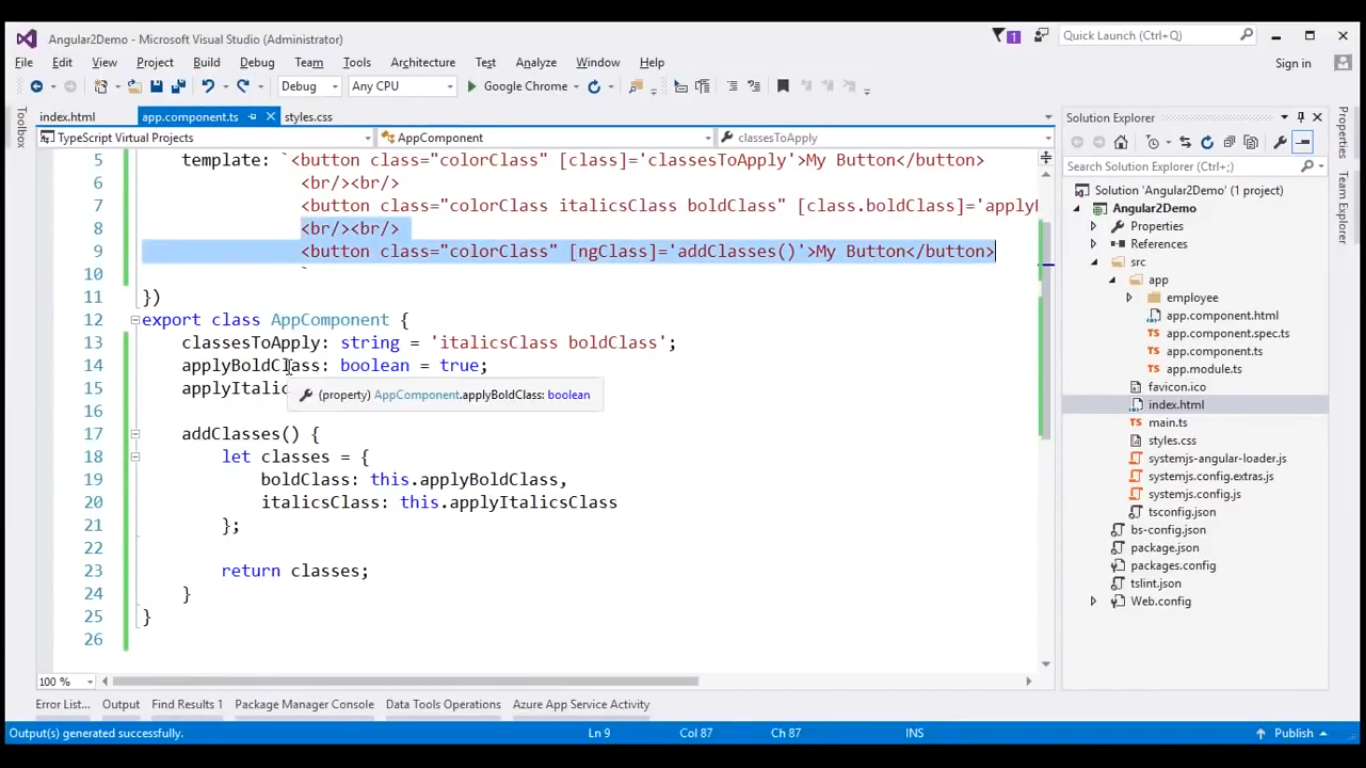 Angular2Demo - Microsoft Visual Studio (Administrator)
1
Quick Launch (Ctrl+Q)
File Edit View Project Build Debug Team Tools Architecture Test Analyze Window Help
Sign in
Debug Any CPU Google Chrome
Toolbox
index.html app.component.ts styles.css
TypeScript Virtual Projects AppComponent classesToApply
5 template: `<button class="colorClass" [class]='classesToApply'>My Button</button>
6 <br/><br/>
7 <button class="colorClass italicsClass boldClass" [class.boldClass]='applyB
8 <br/><br/>
9 <button class="colorClass" [ngClass]='addClasses()'>My Button</button>
10 `
11 })
12 export class AppComponent {
13 classesToApply: string = 'italicsClass boldClass';
14 applyBoldClass: boolean = true;
15 applyItalic
(property) AppComponent.applyBoldClass: boolean
16
17 addClasses() {
18 let classes = {
19 boldClass: this.applyBoldClass,
20 italicsClass: this.applyItalicsClass
21 };
22
23 return classes;
24 }
25 }
26
100 %
Solution Explorer
Search Solution Explorer (Ctrl+;)
Solution 'Angular2Demo' (1 project)
Angular2Demo
Properties
References
src
app
employee
app.component.html
TS app.component.spec.ts
TS app.component.ts
TS app.module.ts
favicon.ico
index.html
TS main.ts
styles.css
systemjs-angular-loader.js
systemjs.config.extras.js
systemjs.config.js
tsconfig.json
bs-config.json
package.json
packages.config
tslint.json
Web.config
Properties
Team Explorer
Error List... Output Find Results 1 Package Manager Console Data Tools Operations Azure App Service Activity
Output(s) generated successfully. Ln 9 Col 87 Ch 87 INS Publish